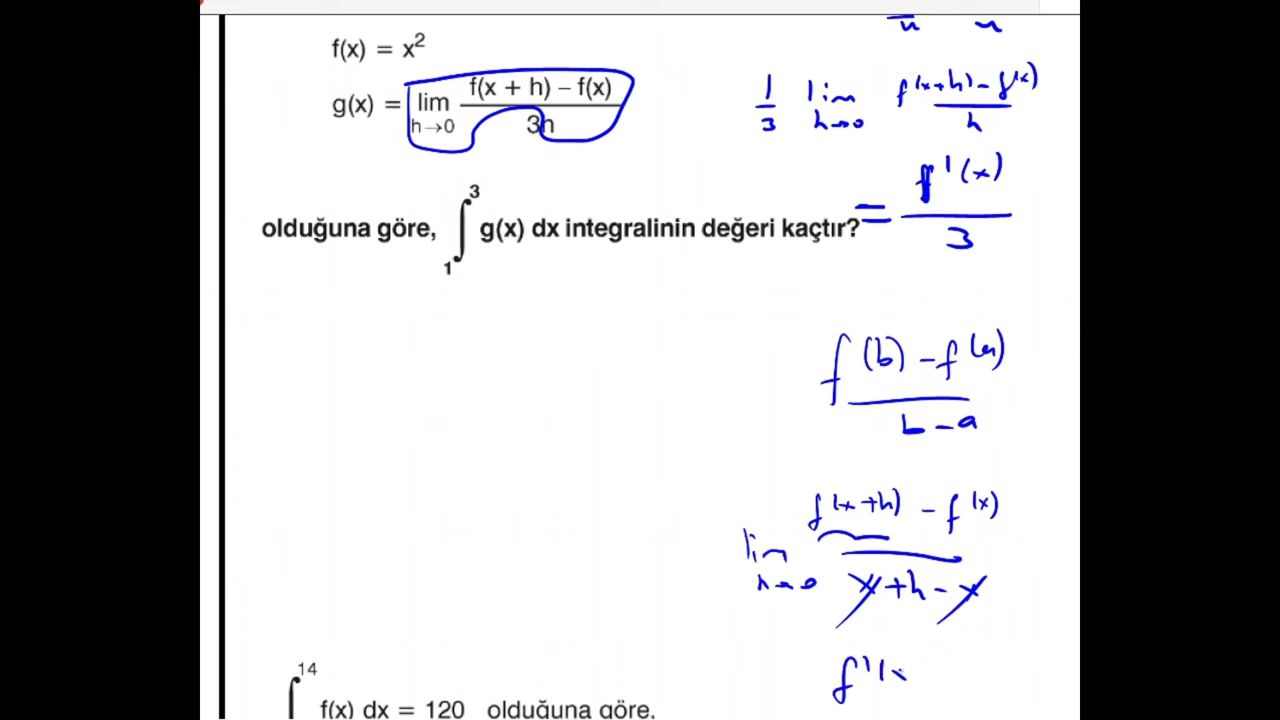 f(x) = x²
g(x) = lim h→0 f(x + h) – f(x) / 3h
olduğuna göre, ∫₁³ g(x) dx integralinin değeri kaçtır?
1/3 lim h→0 f(x+h) - f(x) / h
= f'(x) / 3
f(b) - f(a) / b - a
lim h→0 f(x+h) - f(x) / x + h - x
f'(x
∫¹⁴ f(x) dx = 120 olduğuna göre,